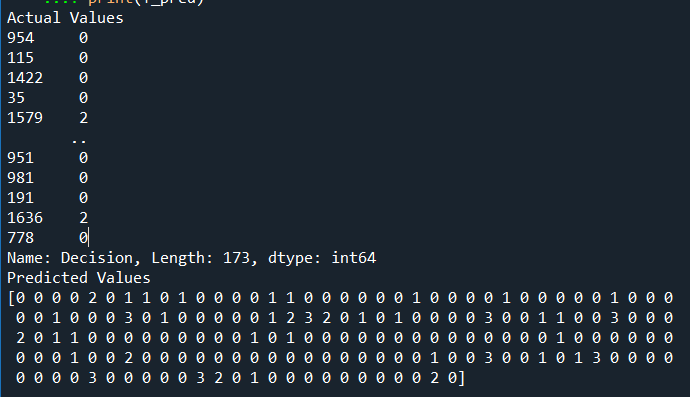 ....: print(Y_pred)
Actual Values
954 0
115 0
1422 0
35 0
1579 2
..
951 0
981 0
191 0
1636 2
778 0
Name: Decision, Length: 173, dtype: int64
Predicted Values
[0 0 0 0 2 0 1 1 0 1 0 0 0 0 1 1 0 0 0 0 0 0 1 0 0 0 0 1 0 0 0 0 0 1 0 0 0
0 0 1 0 0 0 3 0 1 0 0 0 0 0 1 2 3 2 0 1 0 1 0 0 0 0 3 0 0 1 1 0 0 3 0 0 0
2 0 1 1 0 0 0 0 0 0 0 0 0 1 0 1 0 0 0 0 0 0 0 0 0 0 0 0 0 0 1 0 0 0 0 0 0
0 0 0 1 0 0 2 0 0 0 0 0 0 0 0 0 0 0 0 0 0 0 0 1 0 0 3 0 0 1 0 1 3 0 0 0 0
0 0 0 0 3 0 0 0 0 0 3 2 0 1 0 0 0 0 0 0 0 0 0 2 0]